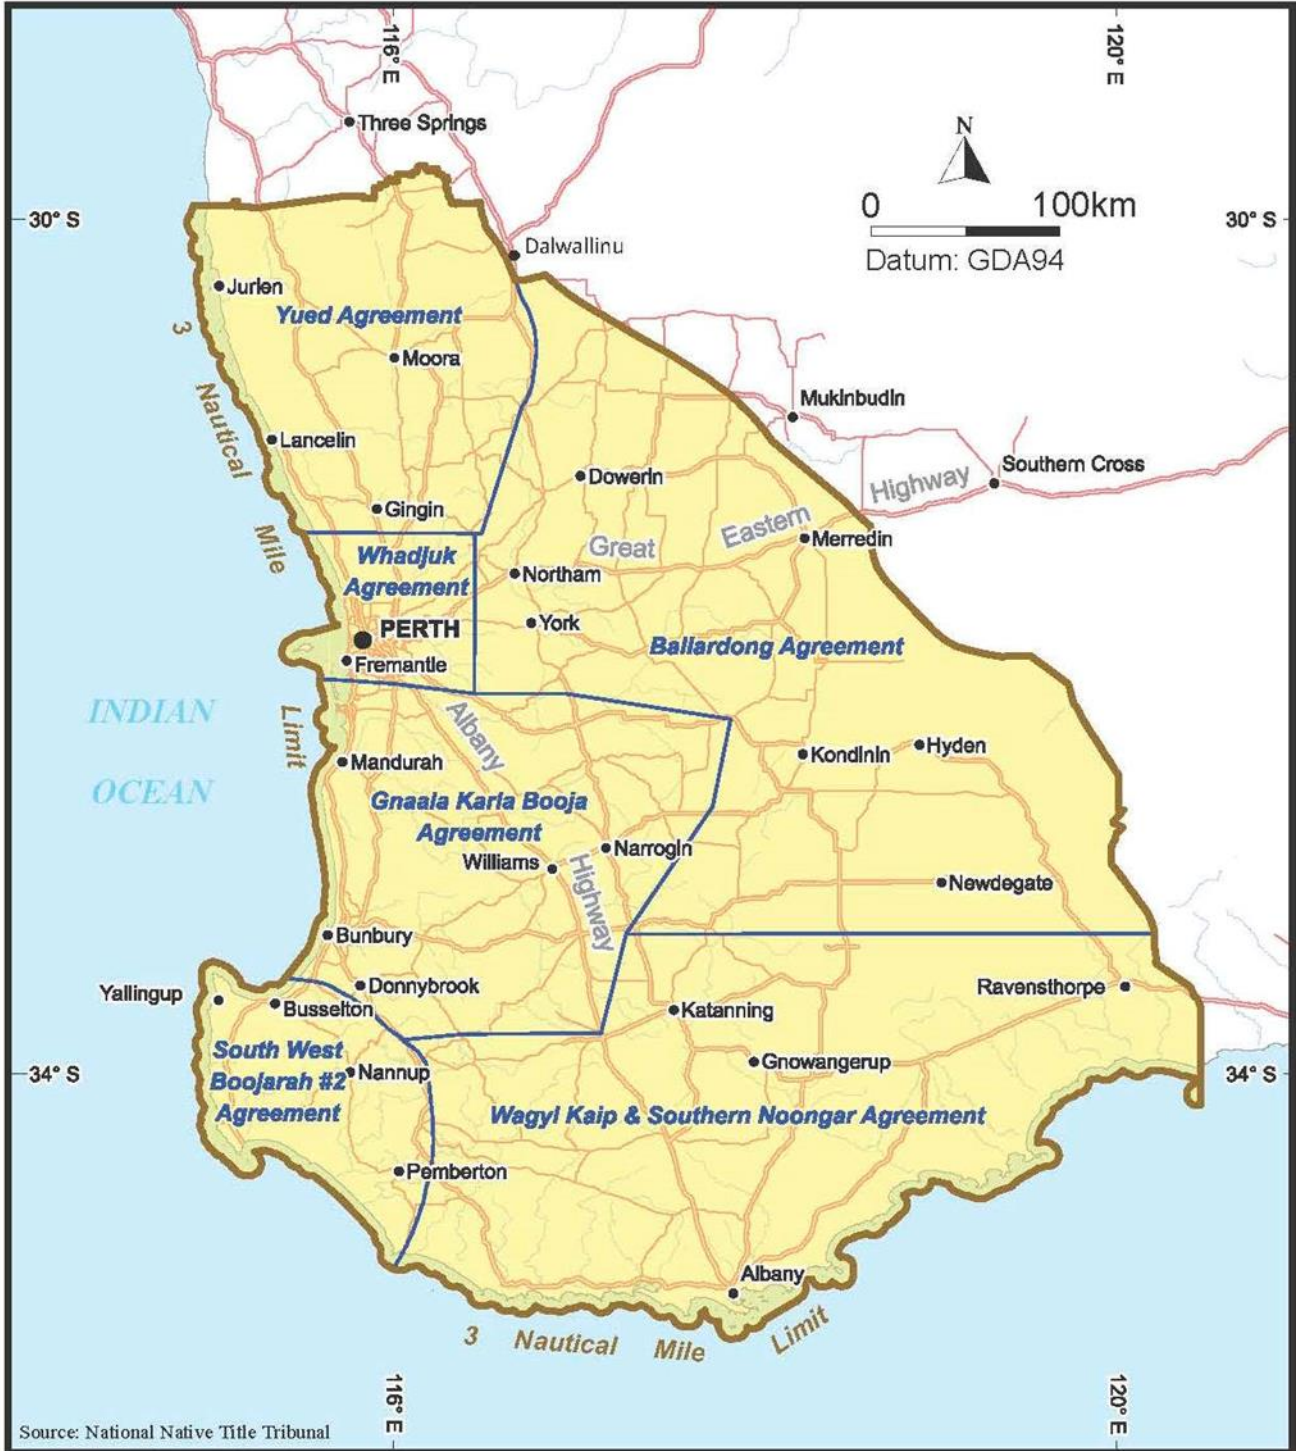 116° E
120° E
Three Springs
N
0 100km
Datum: GDA94
30° S
30° S
Dalwallinu
Jurien
Yued Agreement
3 Nautical Mile Limit
Moora
Mukinbudin
Lancelin
Southern Cross
Highway
Dowerin
Gingin
Great Eastern
Merredin
Whadjuk
Agreement
Northam
PERTH
York
Ballardong Agreement
Fremantle
INDIAN
OCEAN
Albany
Highway
Mandurah
Kondinin
Hyden
Gnaala Karla Booja
Agreement
Narrogin
Williams
Newdegate
Bunbury
Yallingup
Donnybrook
Busselton
Ravensthorpe
Katanning
South West
Boojarah #2
Agreement
Nannup
Gnowangerup
34° S
34° S
Wagyl Kaip & Southern Noongar Agreement
Pemberton
Albany
3 Nautical Mile Limit
116° E
120° E
Source: National Native Title Tribunal